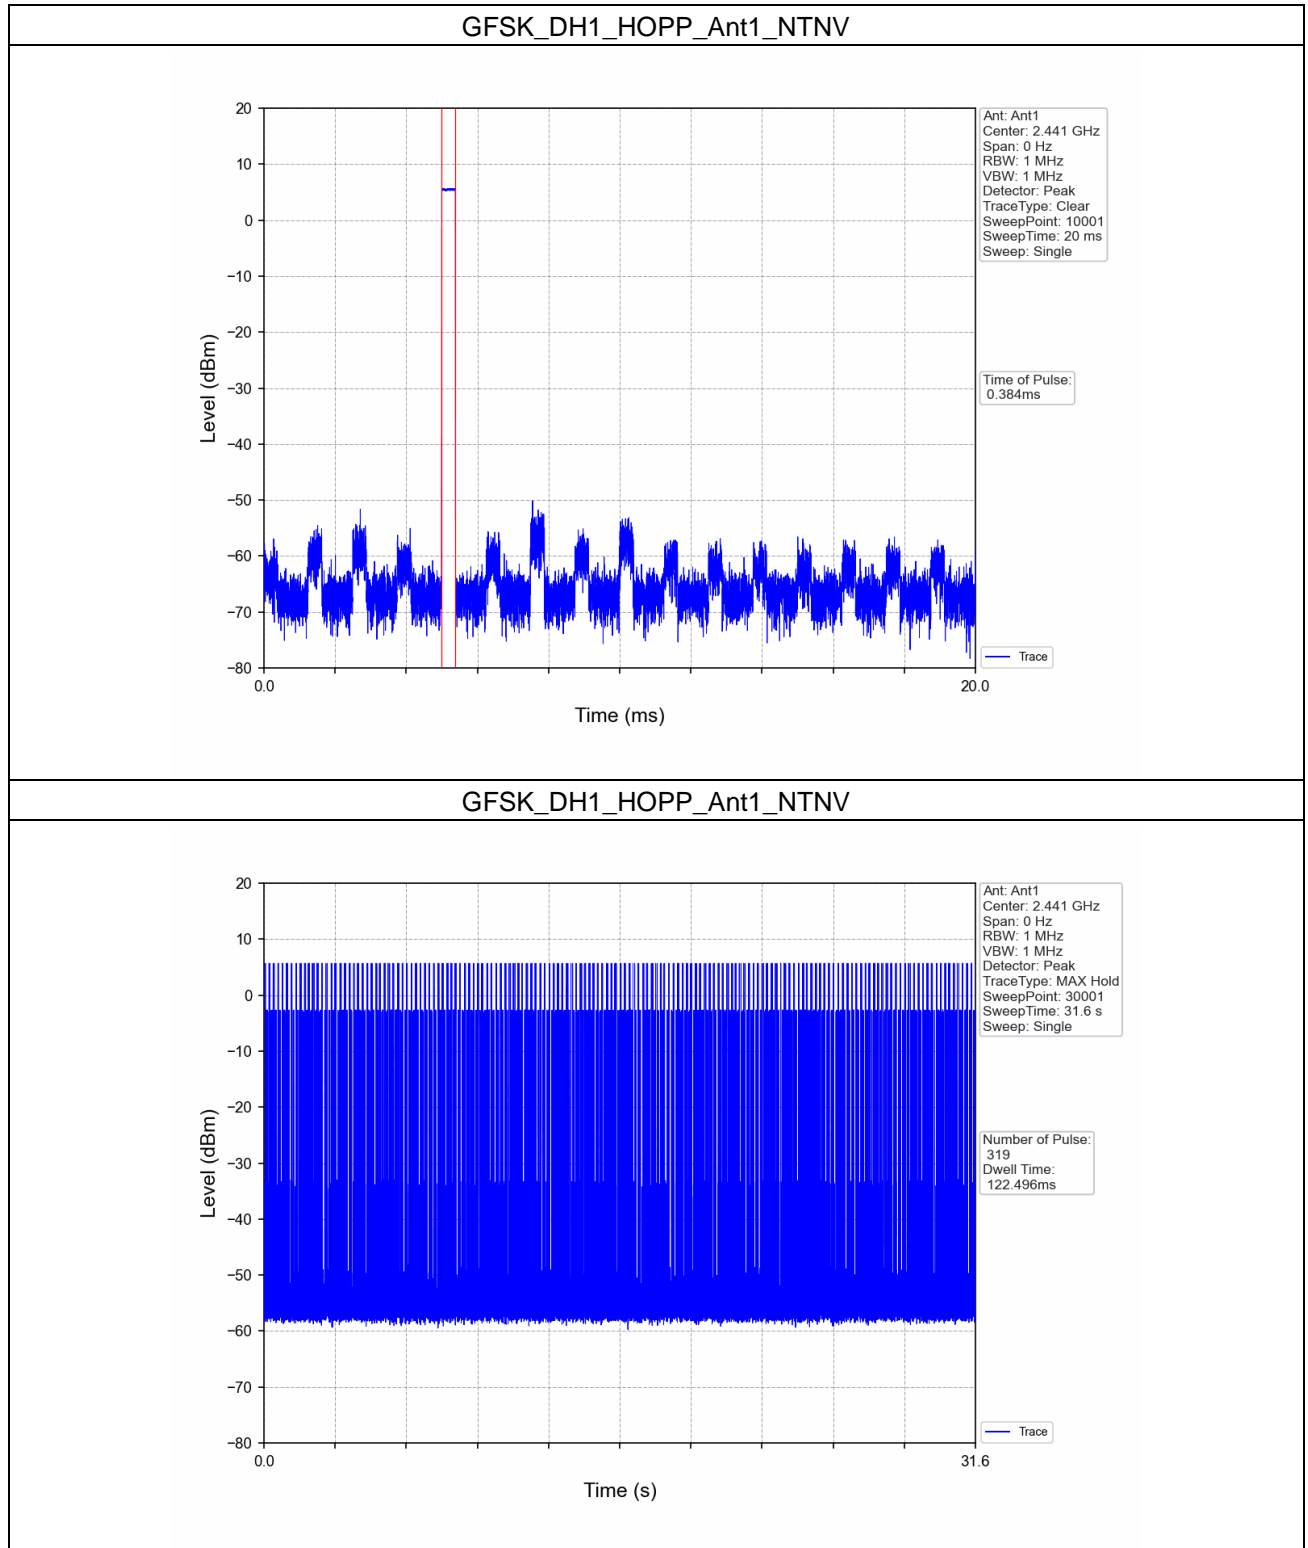 GFSK_DH1_HOPP_Ant1_NTNV
20
10
0
−10
−20
−30
−40
−50
−60
−70
−80
Level (dBm)
0.0
20.0
Time (ms)
Ant: Ant1
Center: 2.441 GHz
Span: 0 Hz
RBW: 1 MHz
VBW: 1 MHz
Detector: Peak
TraceType: Clear
SweepPoint: 10001
SweepTime: 20 ms
Sweep: Single
Time of Pulse:
0.384ms
Trace
GFSK_DH1_HOPP_Ant1_NTNV
20
10
0
−10
−20
−30
−40
−50
−60
−70
−80
Level (dBm)
0.0
31.6
Time (s)
Ant: Ant1
Center: 2.441 GHz
Span: 0 Hz
RBW: 1 MHz
VBW: 1 MHz
Detector: Peak
TraceType: MAX Hold
SweepPoint: 30001
SweepTime: 31.6 s
Sweep: Single
Number of Pulse:
319
Dwell Time:
122.496ms
Trace